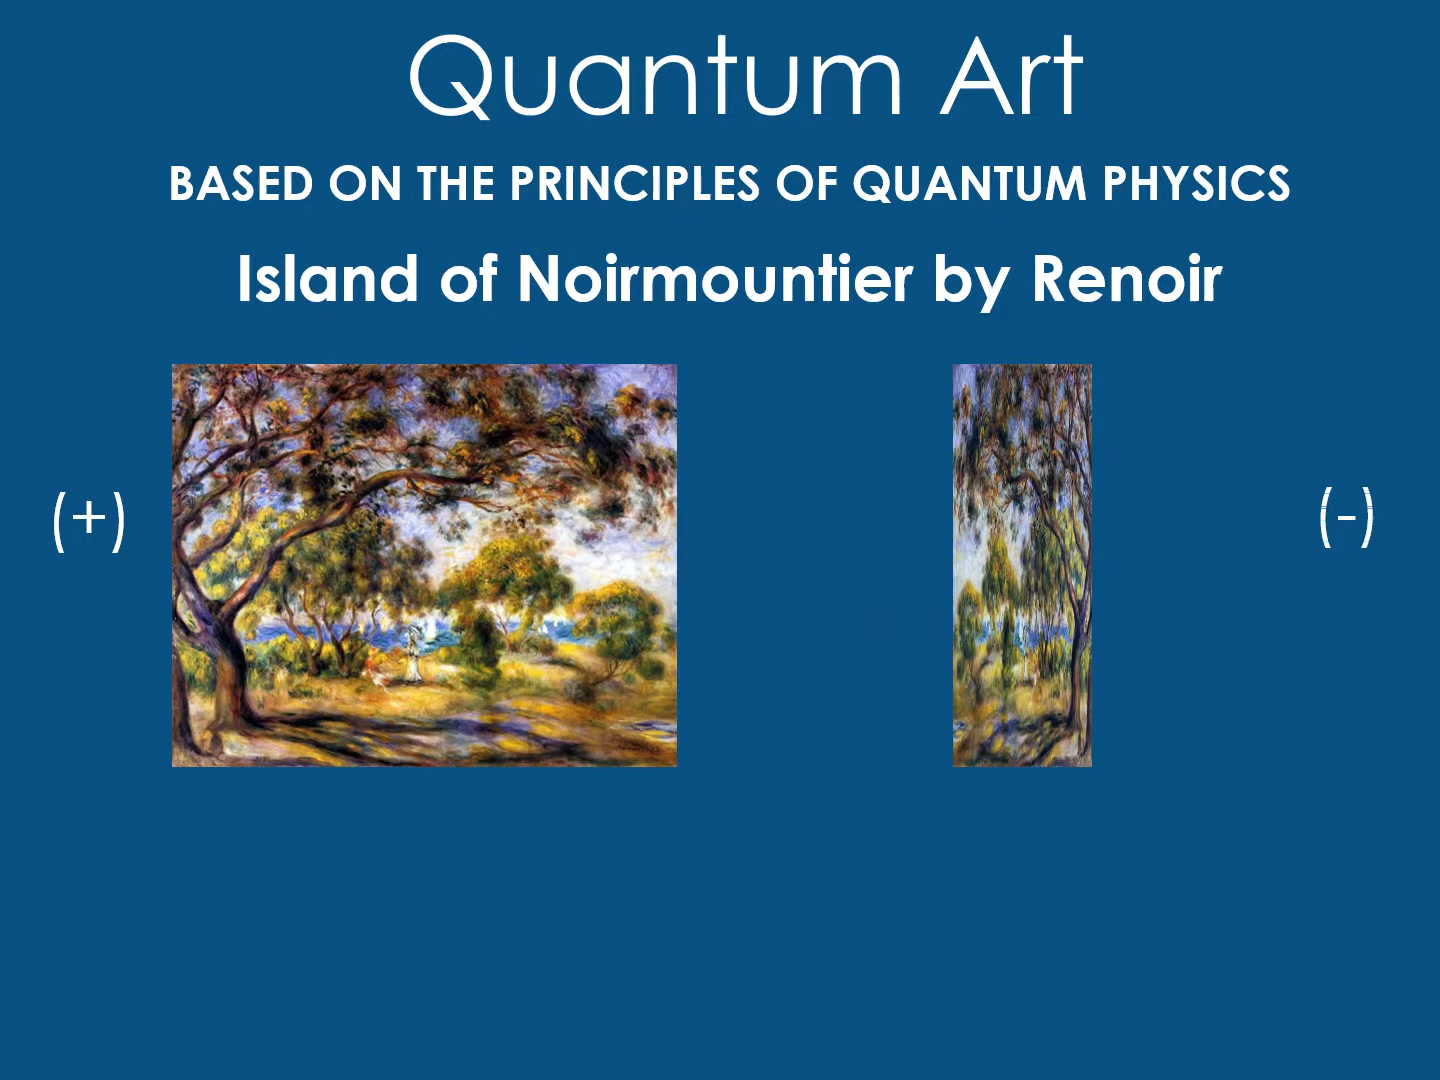 Quantum Art
BASED ON THE PRINCIPLES OF QUANTUM PHYSICS
Island of Noirmountier by Renoir
(+)
(-)